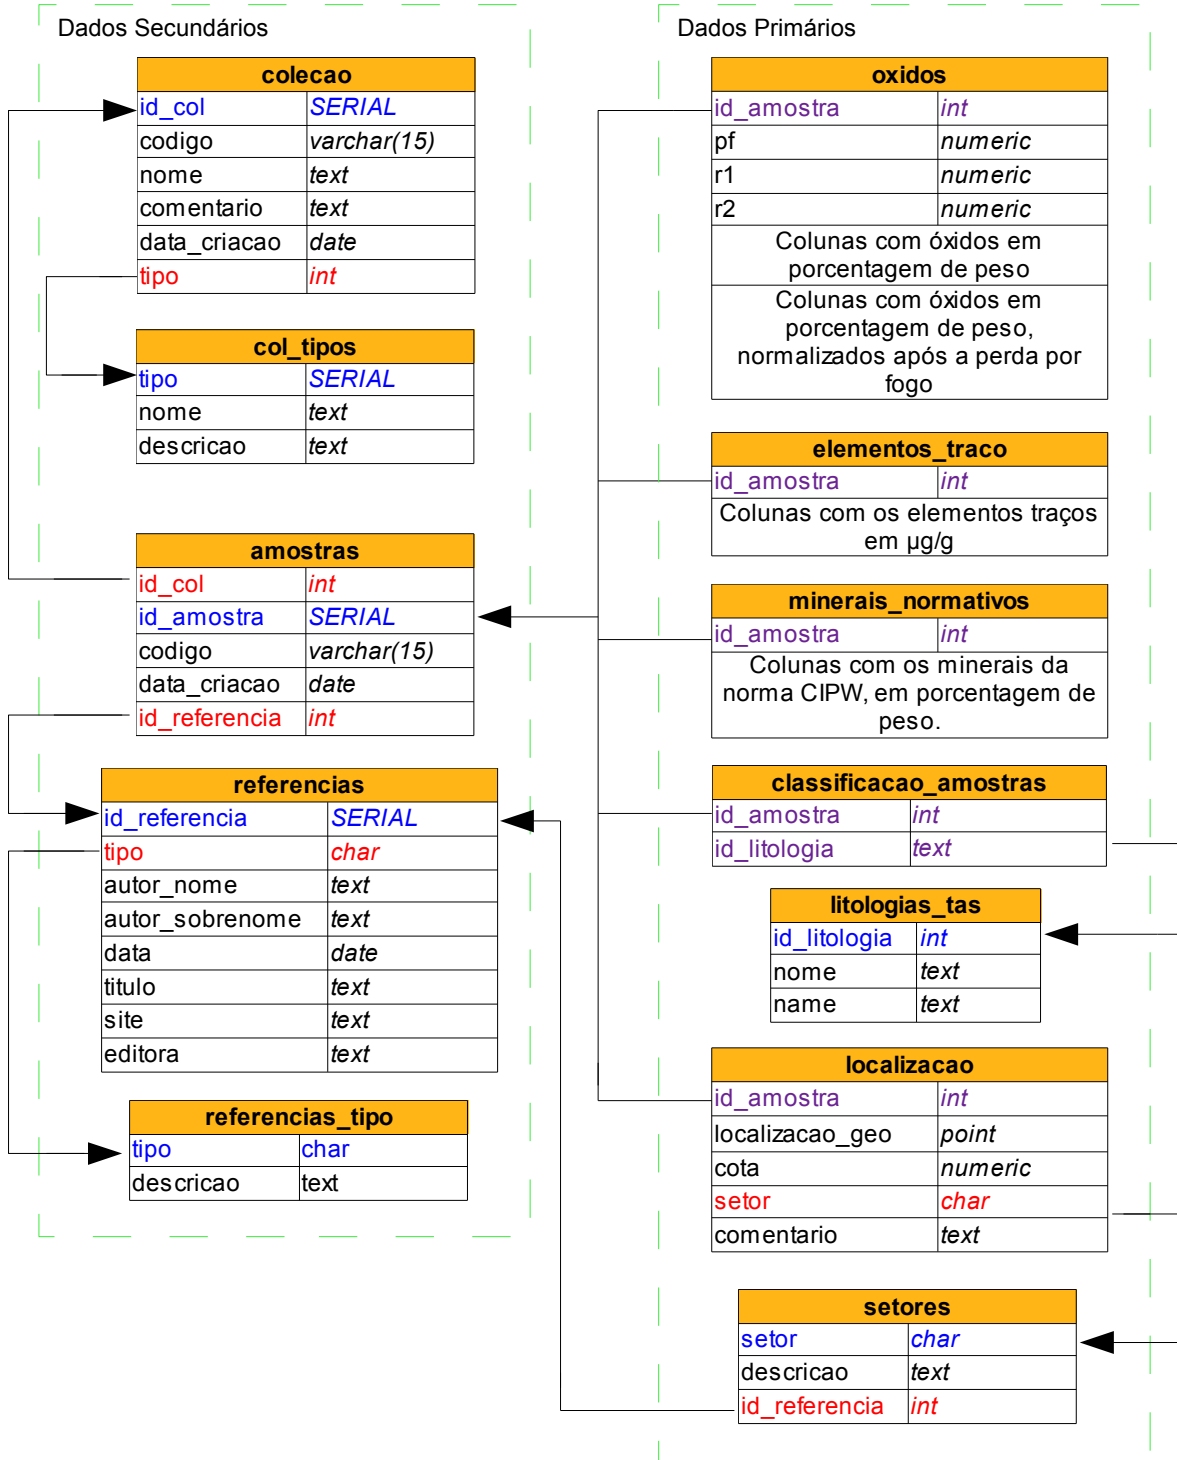 Dados Secundários
colecao
id_col SERIAL
codigo varchar(15)
nome text
comentario text
data_criacao date
tipo int
col_tipos
tipo SERIAL
nome text
descricao text
amostras
id_col int
id_amostra SERIAL
codigo varchar(15)
data_criacao date
id_referencia int
referencias
id_referencia SERIAL
tipo char
autor_nome text
autor_sobrenome text
data date
titulo text
site text
editora text
referencias_tipo
tipo char
descricao text
Dados Primários
oxidos
id_amostra int
pf numeric
r1 numeric
r2 numeric
Colunas com óxidos em
porcentagem de peso
Colunas com óxidos em
porcentagem de peso,
normalizados após a perda por
fogo
elementos_traco
id_amostra int
Colunas com os elementos traços
em µg/g
minerais_normativos
id_amostra int
Colunas com os minerais da
norma CIPW, em porcentagem de
peso.
classificacao_amostras
id_amostra int
id_litologia text
litologias_tas
id_litologia int
nome text
name text
localizacao
id_amostra int
localizacao_geo point
cota numeric
setor char
comentario text
setores
setor char
descricao text
id_referencia int